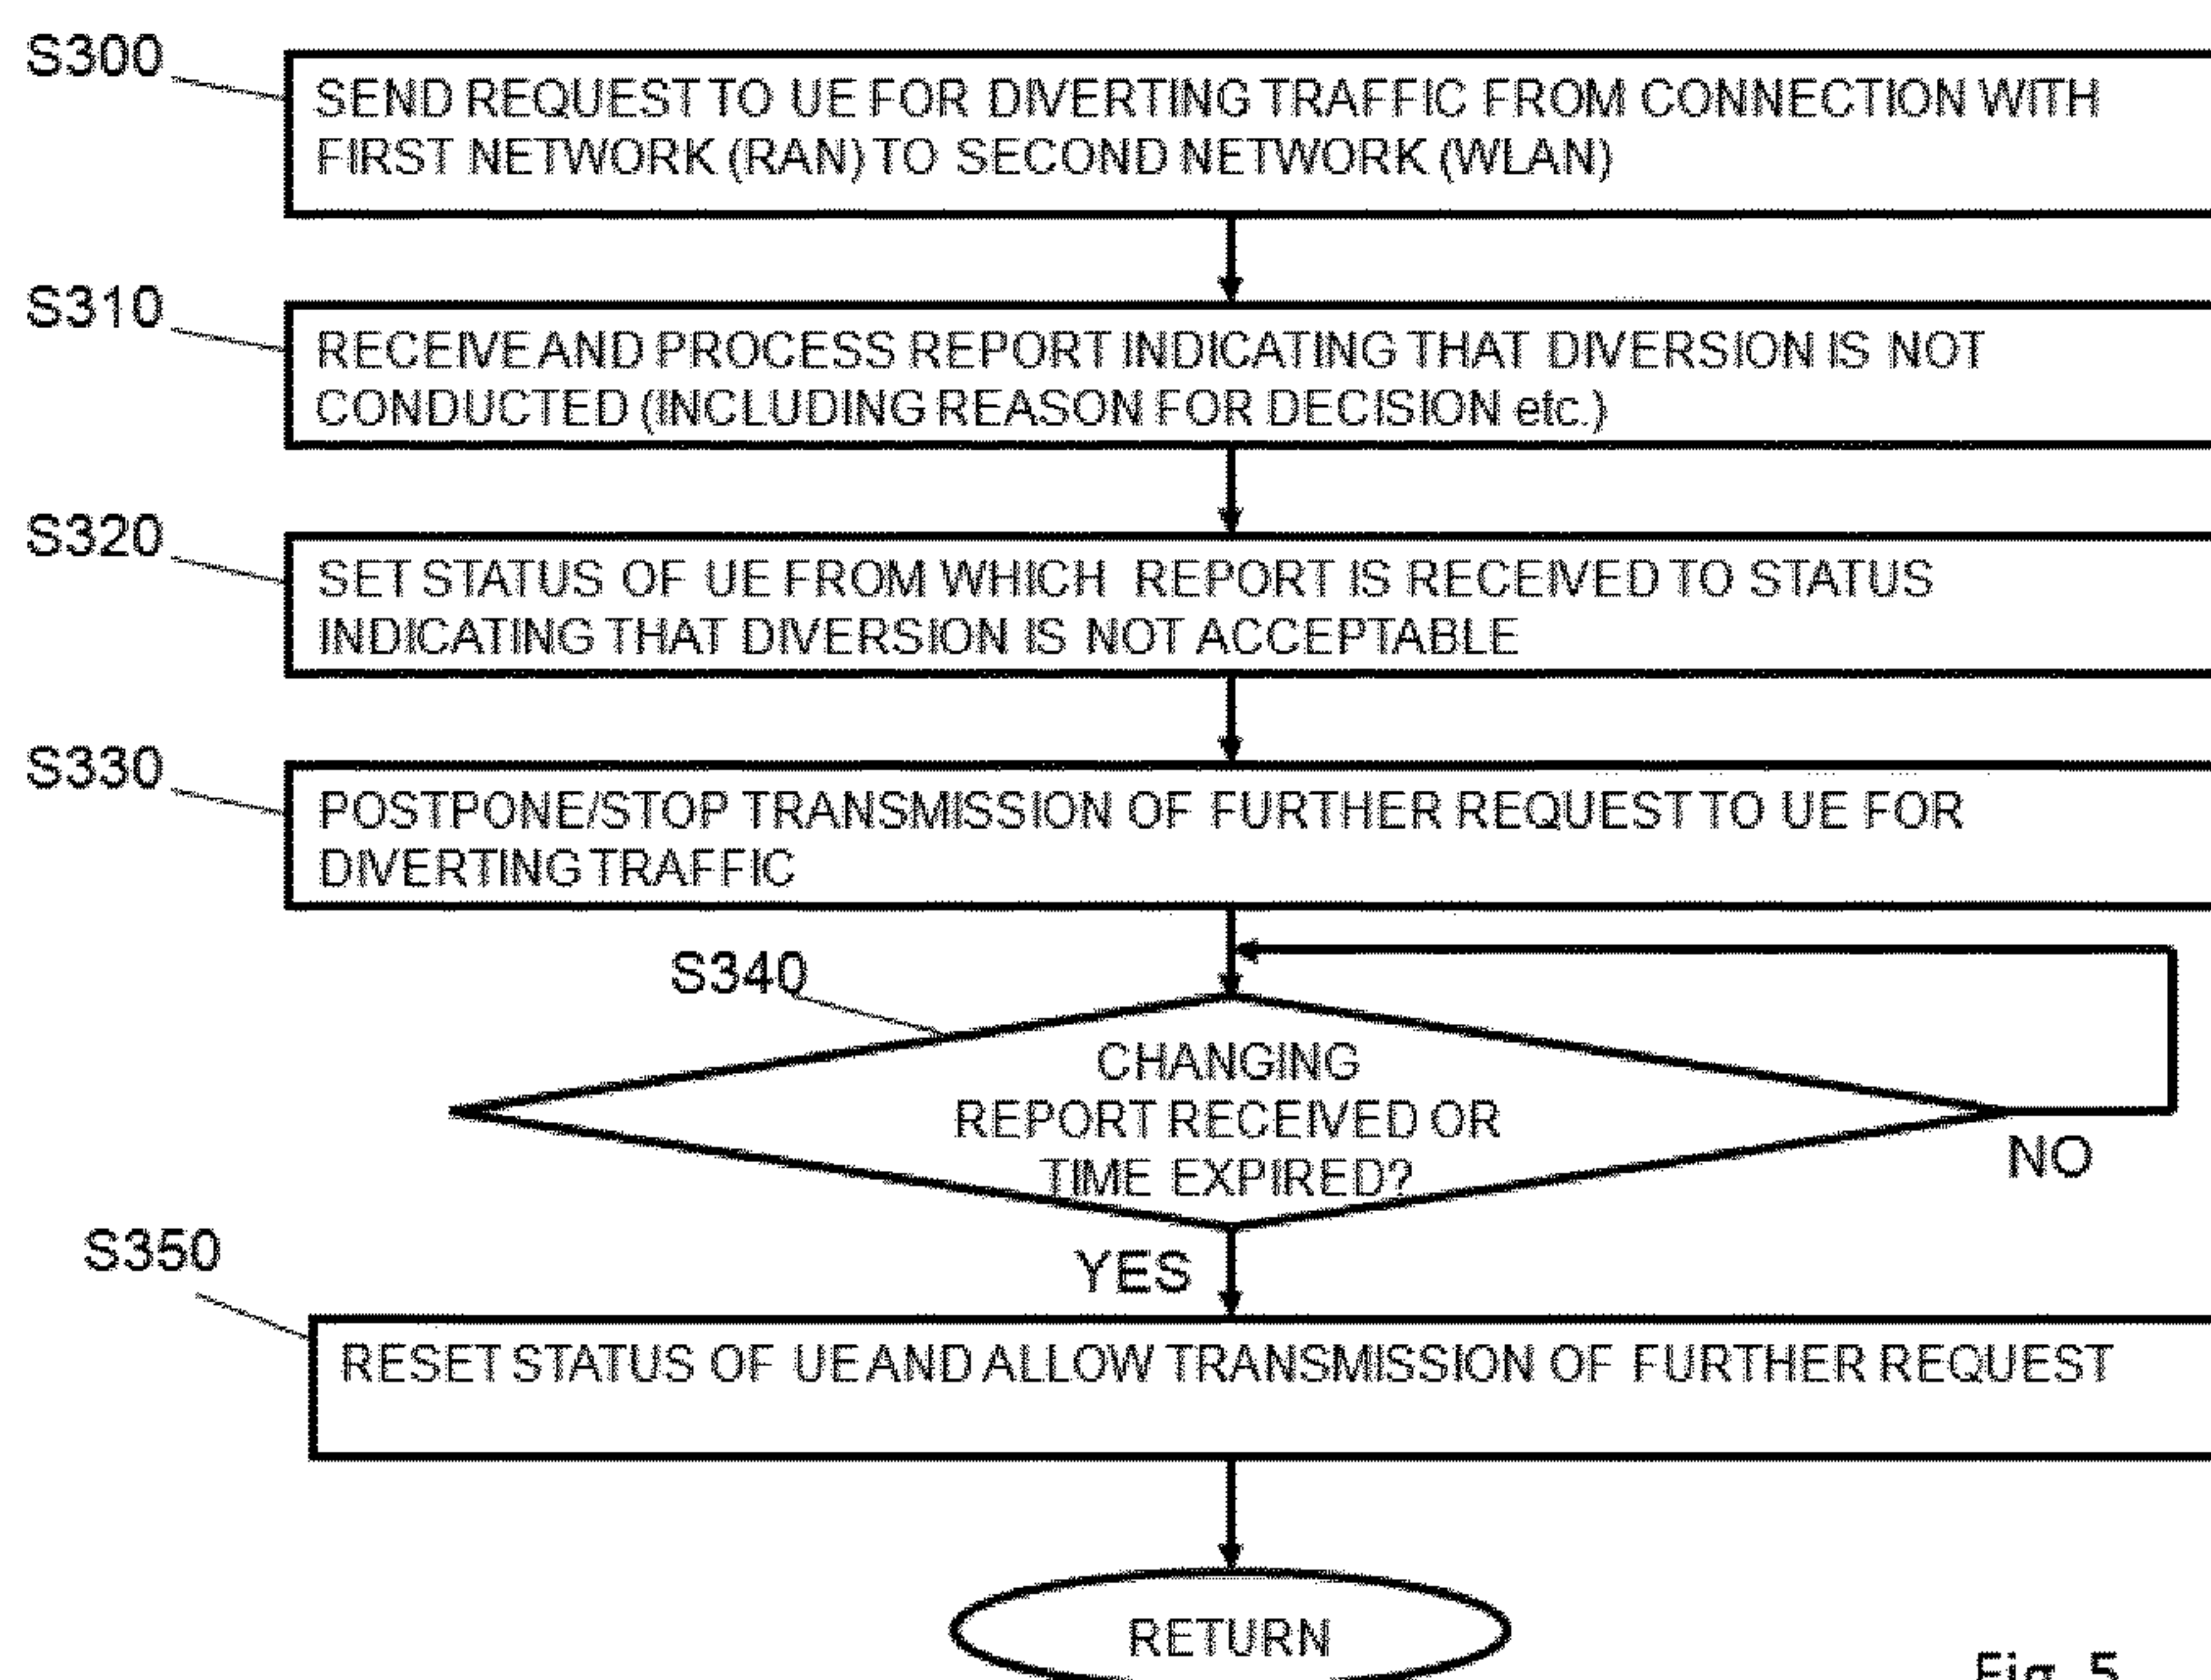 S300
SEND REQUEST TO UE FOR DIVERTING TRAFFIC FROM CONNECTION WITH
FIRST NETWORK (RAN) TO SECOND NETWORK (WLAN)
S310
RECEIVE AND PROCESS REPORT INDICATING THAT DIVERSION IS NOT
CONDUCTED (INCLUDING REASON FOR DECISION etc.)
S320
SET STATUS OF UE FROM WHICH REPORT IS RECEIVED TO STATUS
INDICATING THAT DIVERSION IS NOT ACCEPTABLE
S330
POSTPONE/STOP TRANSMISSION OF FURTHER REQUEST TO UE FOR
DIVERTING TRAFFIC
S340
CHANGING
REPORT RECEIVED OR
TIME EXPIRED?
NO
YES
S350
RESET STATUS OF UE AND ALLOW TRANSMISSION OF FURTHER REQUEST
RETURN
Fig. 5